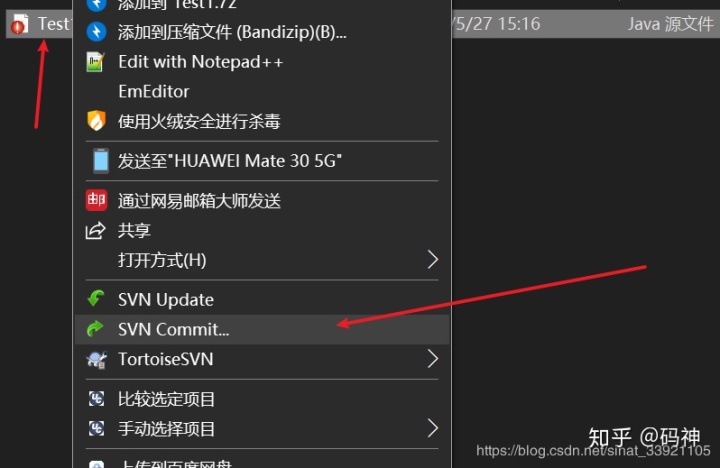 添加到 Test1.7z
Test
/5/27 15:16
Java 源文件
添加到压缩文件 (Bandizip)(B)...
Edit with Notepad++
EmEditor
使用火绒安全进行杀毒
发送至"HUAWEI Mate 30 5G"
邮
通过网易邮箱大师发送
共享
打开方式(H)
SVN Update
SVN Commit...
TortoiseSVN
比较选定项目
手动选择项目
上传到百度网盘
知乎 @码神
https://blog.csdn.net/sinat_33921105